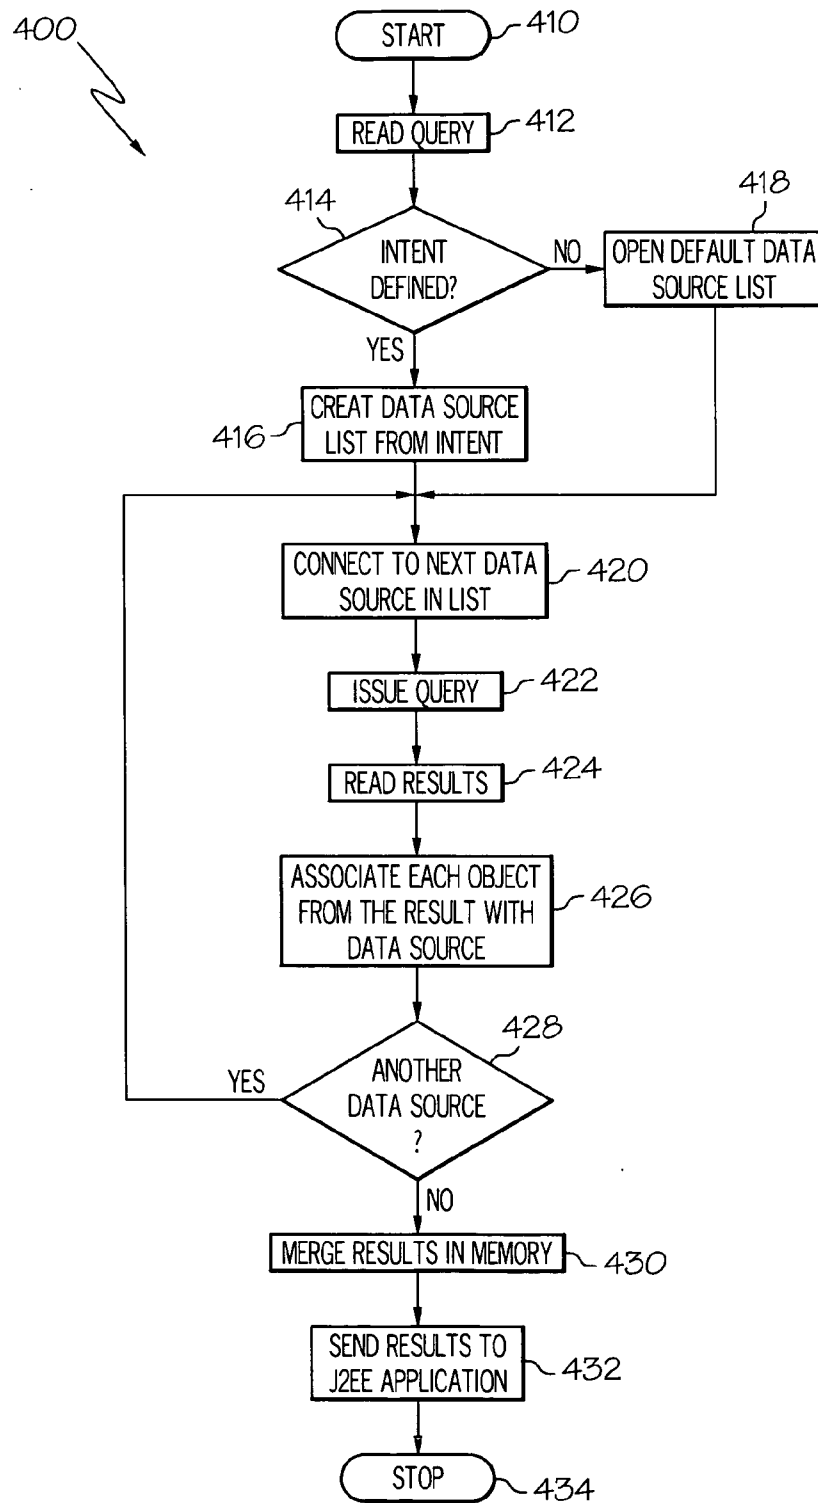 400
START
410
READ QUERY
412
414
INTENT
DEFINED?
NO
418
OPEN DEFAULT DATA
SOURCE LIST
YES
416
CREAT DATA SOURCE
LIST FROM INTENT
CONNECT TO NEXT DATA
SOURCE IN LIST
420
ISSUE QUERY
422
READ RESULTS
424
ASSOCIATE EACH OBJECT
FROM THE RESULT WITH
DATA SOURCE
426
428
YES
ANOTHER
DATA SOURCE
?
NO
MERGE RESULTS IN MEMORY
430
SEND RESULTS TO
J2EE APPLICATION
432
STOP
434